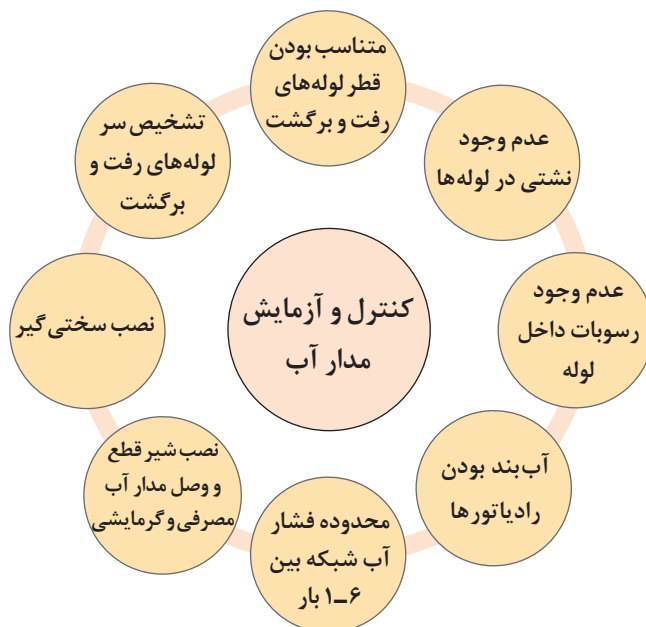 کنترل و آزمایش
مدار آب
متناسب بودن
قطر لوله‌های
رفت و برگشت
عدم وجود
نشتی در لوله‌ها
عدم وجود
رسوبات داخل
لوله
آب‌بند بودن
رادیاتورها
محدوده فشار
آب شبکه بین
۶ــ۱ بار
نصب شیر قطع
و وصل مدار آب
مصرفی و گرمایشی
نصب سختی گیر
تشخیص سر
لوله‌های رفت و
برگشت